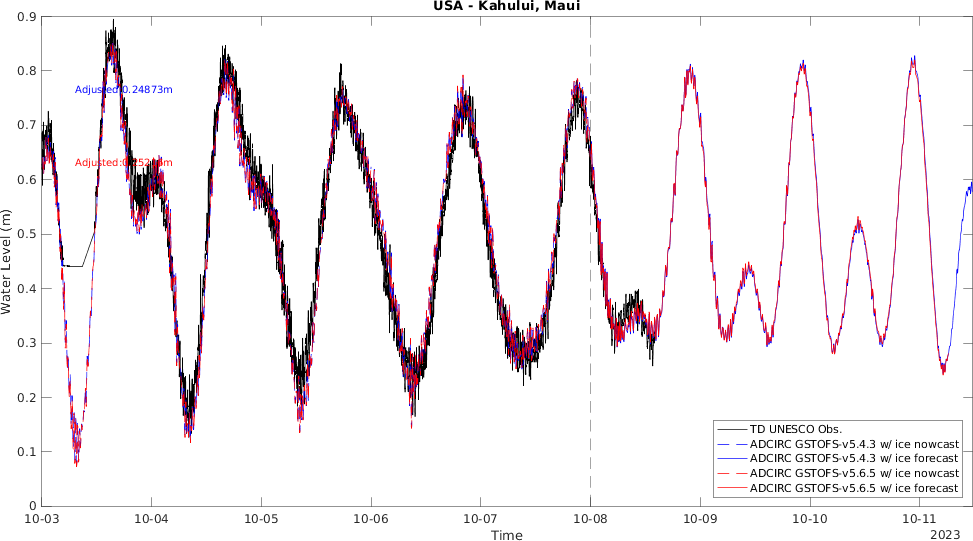 USA - Kahului, Maui
0.9
0.8
0.7
0.6
0.5
0.4
0.3
0.2
0.1
0
Water Level (m)
Adjusted:0.24873m
10-03
10-04
10-05
10-06
10-07
10-08
10-09
10-10
10-11
Time
2023
TD UNESCO Obs.
ADCIRC GSTOFS-v5.4.3 w/ ice nowcast
ADCIRC GSTOFS-v5.4.3 w/ ice forecast
ADCIRC GSTOFS-v5.6.5 w/ ice nowcast
ADCIRC GSTOFS-v5.6.5 w/ ice forecast